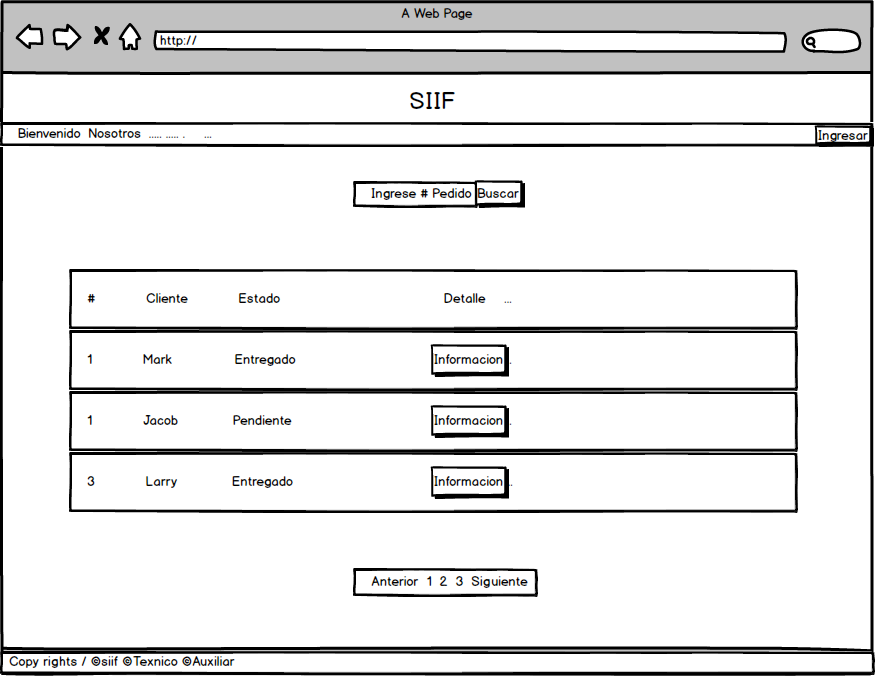 A Web Page
http://
SIIF
Bienvenido Nosotros ..... ..... . ... Ingresar
Ingrese # Pedido Buscar
# Cliente Estado Detalle ...
1 Mark Entregado Informacion
1 Jacob Pendiente Informacion
3 Larry Entregado Informacion
Anterior 1 2 3 Siguiente
Copy rights / ©siif ©Texnico ©Auxiliar